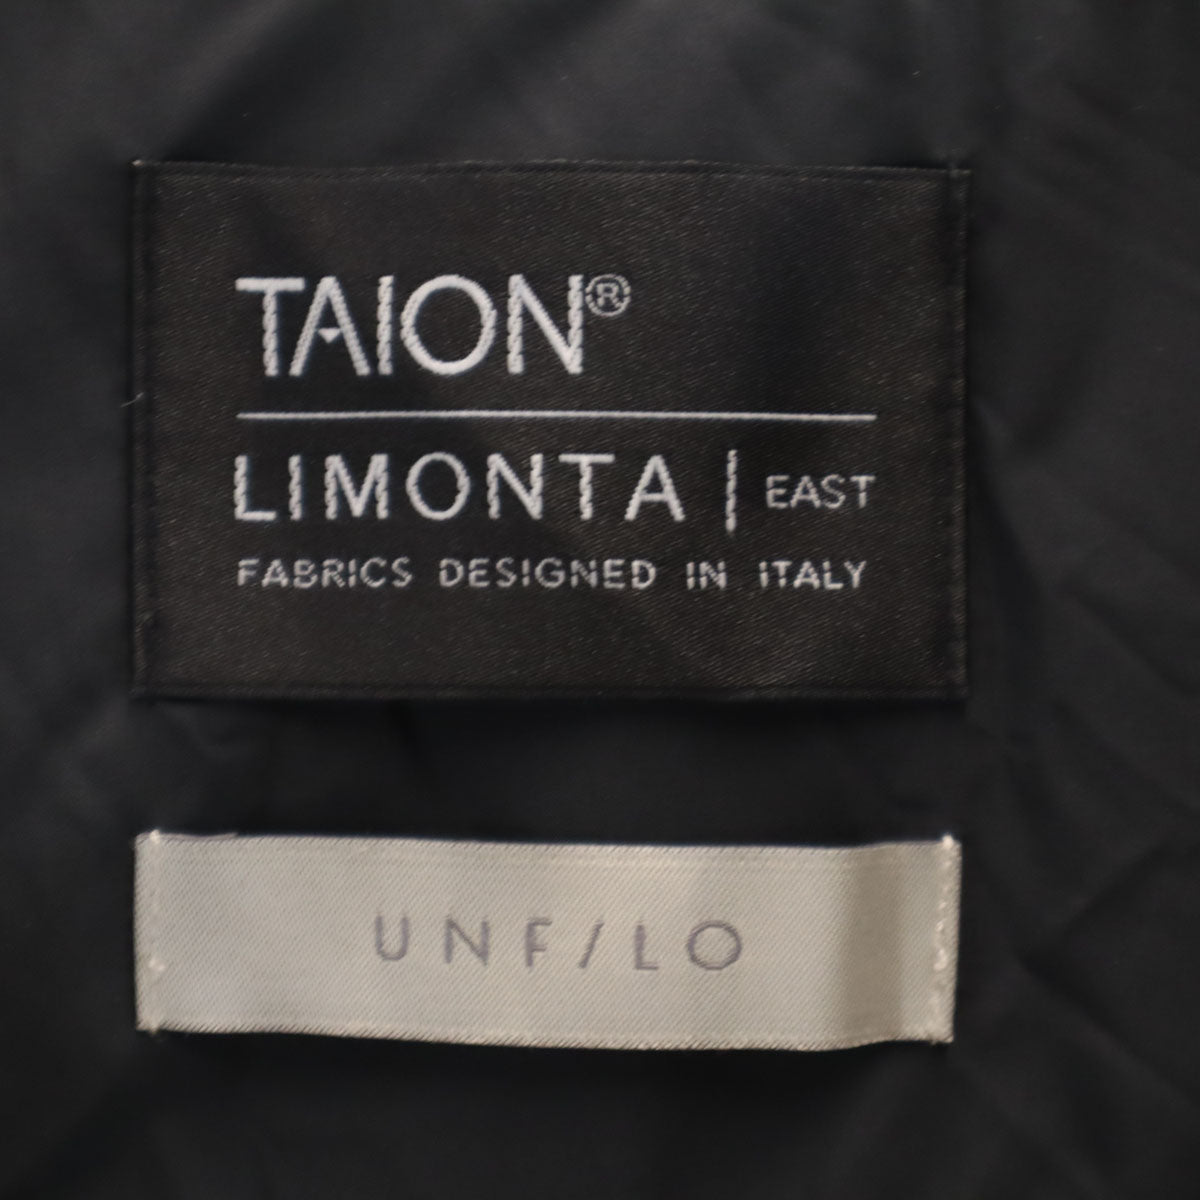 TAION®
LIMONTA | EAST
FABRICS DESIGNED IN ITALY
UNF/LO